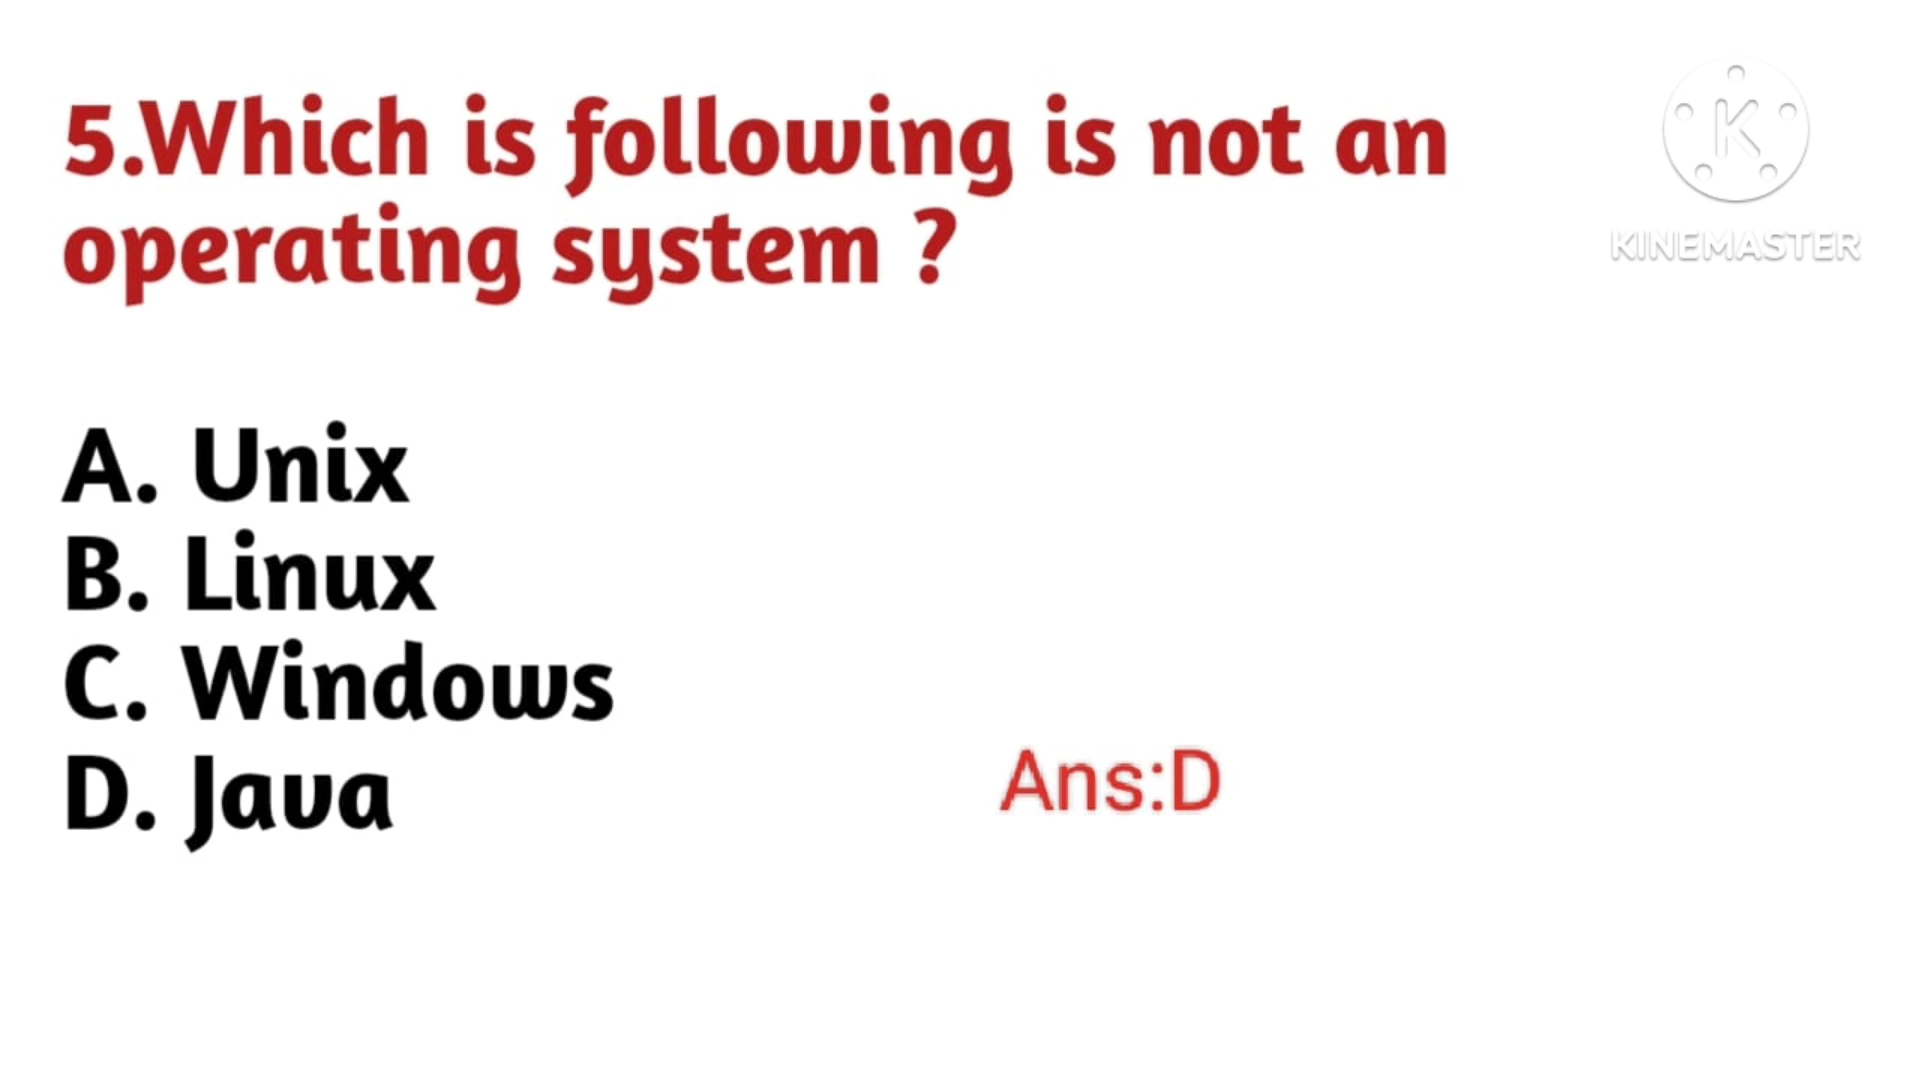 5.Which is following is not an
operating system ?
K
KINEMASTER
A. Unix
B. Linux
C. Windows
D. Java
Ans:D